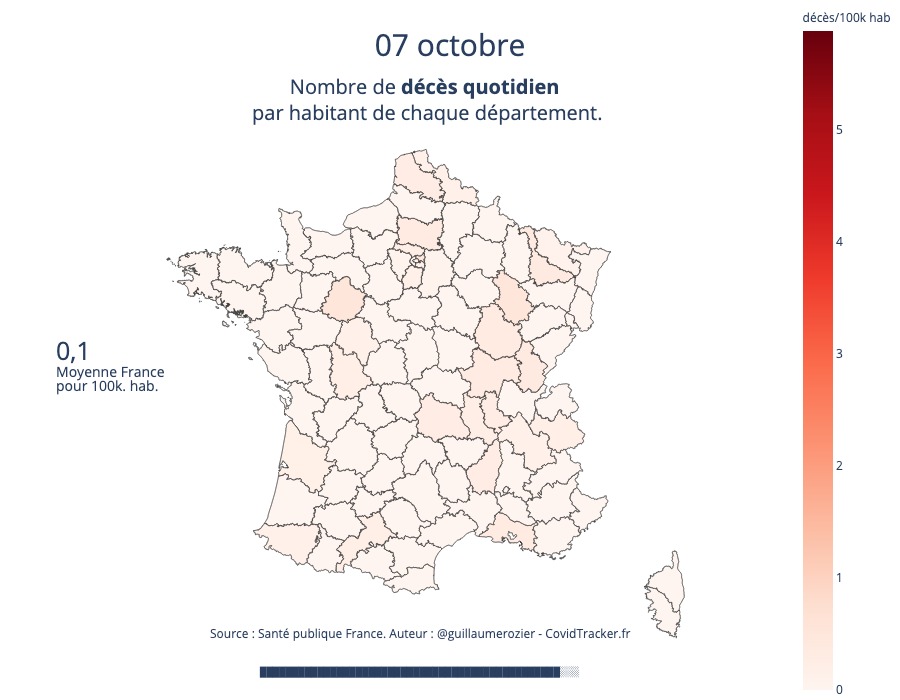 décès/100k hab
07 octobre
Nombre de décès quotidien
par habitant de chaque département.
5
4
3
2
1
0
0,1
Moyenne France
pour 100k. hab.
Source : Santé publique France. Auteur : @guillaumerozier - CovidTracker.fr